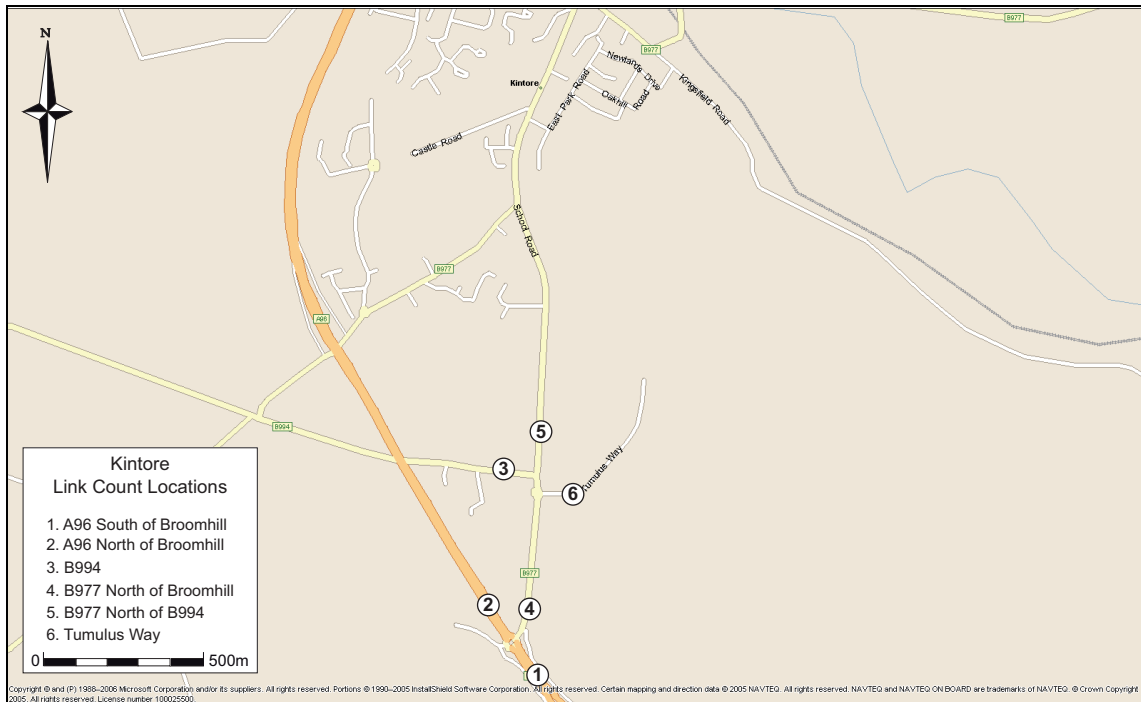 B977
N
B977
Newlands Drive
Kintore
Oakhill Road
East Park Road
Kingsfield Road
Castle Road
School Road
B977
A96
B994
5
3
6
Tumulus Way
Kintore
Link Count Locations
1. A96 South of Broomhill
2. A96 North of Broomhill
3. B994
4. B977 North of Broomhill
5. B977 North of B994
6. Tumulus Way
0 500m
B977
2
4
1
Copyright © and (P) 1988–2006 Microsoft Corporation and/or its suppliers. All rights reserved. Portions © 1990–2005 InstallShield Software Corporation. All rights reserved. Certain mapping and direction data © 2005 NAVTEQ. All rights reserved. NAVTEQ and NAVTEQ ON BOARD are trademarks of NAVTEQ. © Crown Copyright
2005. All rights reserved. License number 100025500.